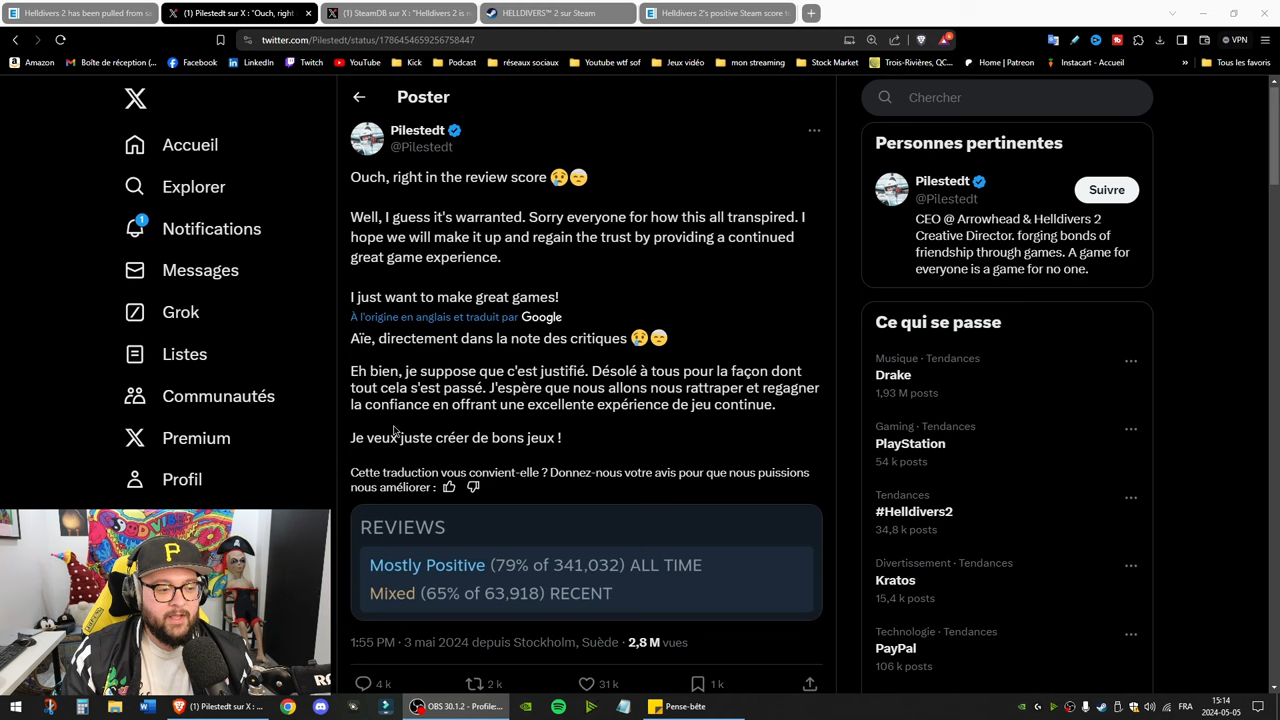 Helldivers 2 has been pulled from sa
(1) Pilestedt sur X : "Ouch, right
(1) SteamDB sur X : "Helldivers 2 is
HELLDIVERS™ 2 sur Steam
Helldivers 2's positive Steam score
twitter.com/Pilestedt/status/1786454659256758447
VPN
Amazon
Boîte de réception (...
Facebook
LinkedIn
Twitch
YouTube
Kick
Podcast
réseaux sociaux
Youtube wtf sof
Jeux vidéo
mon streaming
Stock Market
Trois-Rivières, QC...
Home | Patreon
Instacart - Accueil
»
Tous les favoris
Accueil
Explorer
1
Notifications
Messages
Grok
Listes
Communautés
Premium
Profil
Poster
Pilestedt
@Pilestedt
Ouch, right in the review score 😢😞
Well, I guess it's warranted. Sorry everyone for how this all transpired. I
hope we will make it up and regain the trust by providing a continued
great game experience.
I just want to make great games!
À l'origine en anglais et traduit par Google
Aïe, directement dans la note des critiques 😢😞
Eh bien, je suppose que c'est justifié. Désolé à tous pour la façon dont
tout cela s'est passé. J'espère que nous allons nous rattraper et regagner
la confiance en offrant une excellente expérience de jeu continue.
Je veux juste créer de bons jeux !
Cette traduction vous convient-elle ? Donnez-nous votre avis pour que nous puissions
nous améliorer :
REVIEWS
Mostly Positive (79% of 341,032) ALL TIME
Mixed (65% of 63,918) RECENT
1:55 PM · 3 mai 2024 depuis Stockholm, Suède · 2,8 M vues
4 k
2 k
31 k
1 k
Chercher
Personnes pertinentes
Pilestedt
@Pilestedt
Suivre
CEO @ Arrowhead & Helldivers 2
Creative Director. forging bonds of
friendship through games. A game for
everyone is a game for no one.
Ce qui se passe
Musique · Tendances
Drake
1,93 M posts
Gaming · Tendances
PlayStation
54 k posts
Tendances
#Helldivers2
34,8 k posts
Divertissement · Tendances
Kratos
15,4 k posts
Technologie · Tendances
PayPal
106 k posts
P
(1) Pilestedt sur X : ...
OBS 30.1.2 - Profile:...
Pense-bête
FRA
15:14
2024-05-05